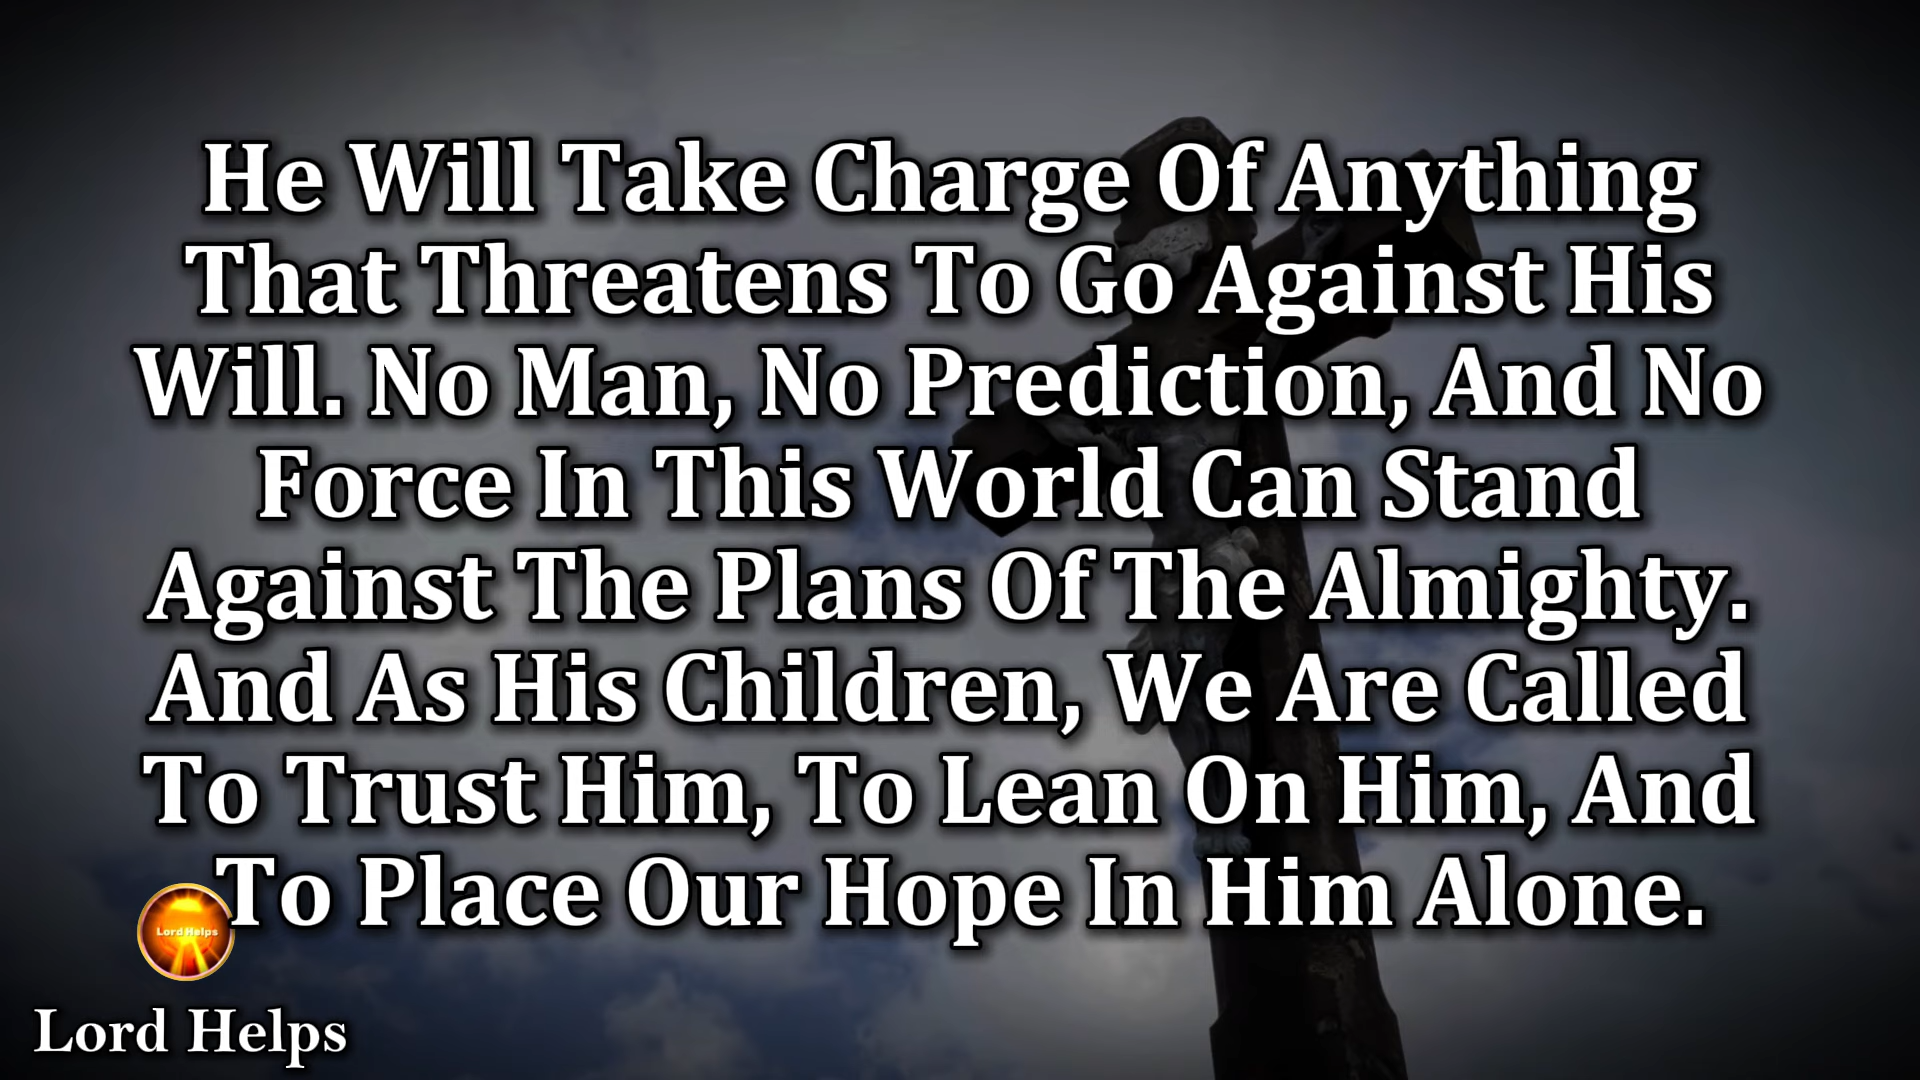 He Will Take Charge Of Anything
That Threatens To Go Against His
Will. No Man, No Prediction, And No
Force In This World Can Stand
Against The Plans Of The Almighty.
And As His Children, We Are Called
To Trust Him, To Lean On Him, And
To Place Our Hope In Him Alone.
Lord Helps
Lord Helps